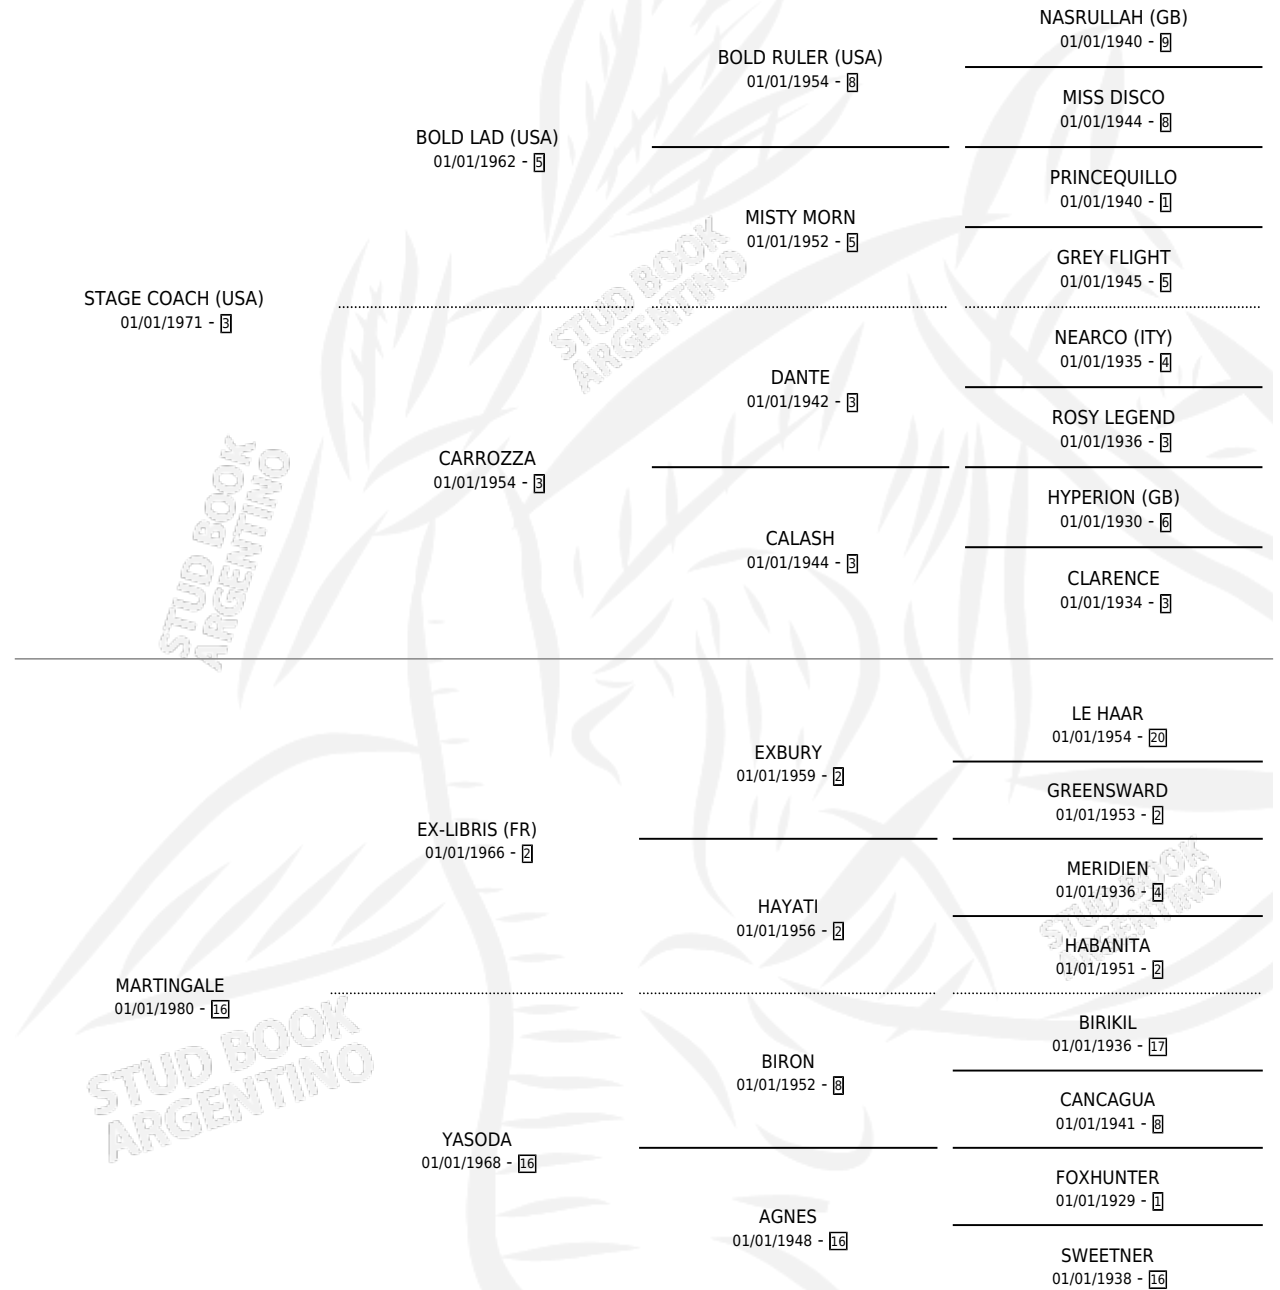 NASRULLAH (GB)
01/01/1940 - 9
BOLD RULER (USA)
01/01/1954 - 8
MISS DISCO
01/01/1944 - 8
BOLD LAD (USA)
01/01/1962 - 5
PRINCEQUILLO
01/01/1940 - 1
MISTY MORN
01/01/1952 - 5
GREY FLIGHT
01/01/1945 - 5
STAGE COACH (USA)
01/01/1971 - 3
NEARCO (ITY)
01/01/1935 - 4
DANTE
01/01/1942 - 3
ROSY LEGEND
01/01/1936 - 3
CARROZZA
01/01/1954 - 3
HYPERION (GB)
01/01/1930 - 6
CALASH
01/01/1944 - 3
CLARENCE
01/01/1934 - 3
STUD BOOK
ARGENTINO
STUD BOOK
ARGENTINO
LE HAAR
01/01/1954 - 20
EXBURY
01/01/1959 - 2
GREENSWARD
01/01/1953 - 2
EX-LIBRIS (FR)
01/01/1966 - 2
MERIDIEN
01/01/1936 - 4
HAYATI
01/01/1956 - 2
HABANITA
01/01/1951 - 2
MARTINGALE
01/01/1980 - 16
BIRIKIL
01/01/1936 - 17
BIRON
01/01/1952 - 8
CANCAGUA
01/01/1941 - 8
YASODA
01/01/1968 - 16
FOXHUNTER
01/01/1929 - 1
AGNES
01/01/1948 - 16
SWEETNER
01/01/1938 - 16
STUD BOOK
ARGENTINO
STUD BOOK
ARGENTINO